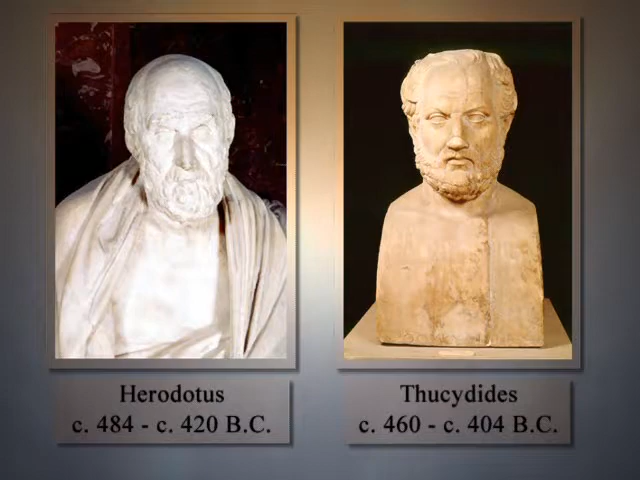 Herodotus
c. 484 - c. 420 B.C.
Thucydides
c. 460 - c. 404 B.C.